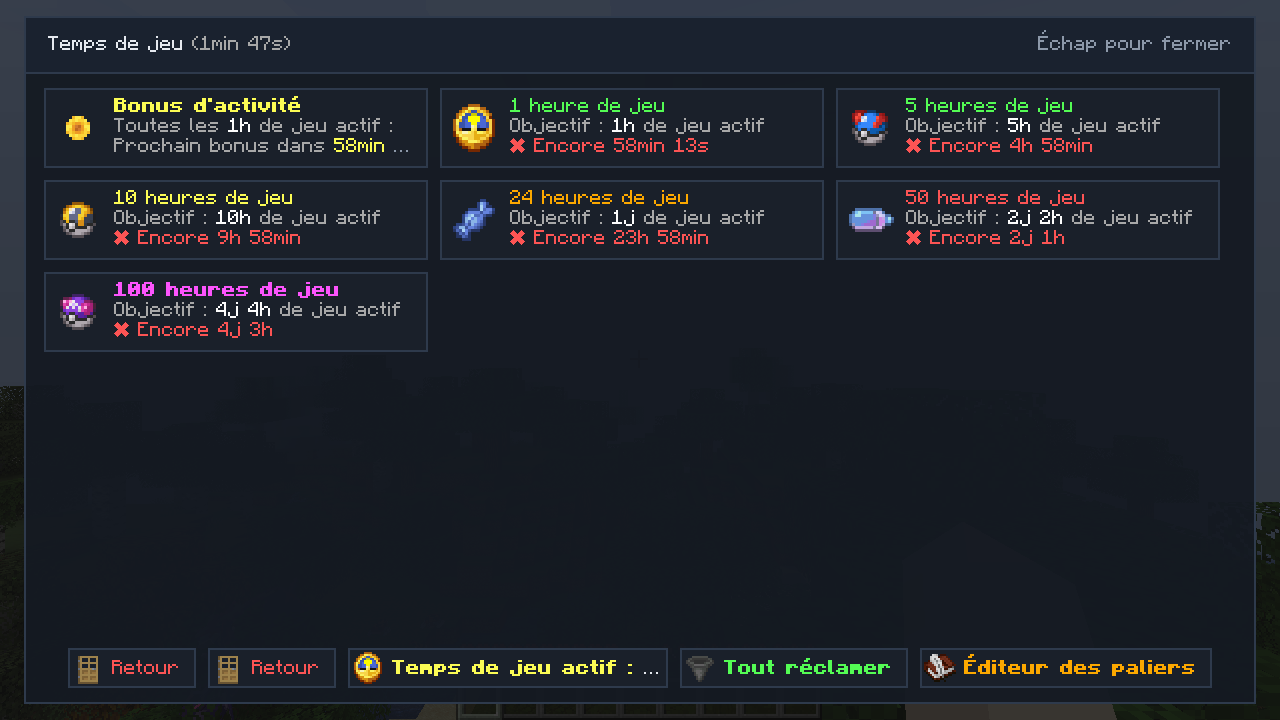 Temps de jeu (1min 47s)
Échap pour fermer
Bonus d'activité
Toutes les 1h de jeu actif :
Prochain bonus dans 58min ...
1 heure de jeu
Objectif : 1h de jeu actif
✖ Encore 58min 13s
5 heures de jeu
Objectif : 5h de jeu actif
✖ Encore 4h 58min
10 heures de jeu
Objectif : 10h de jeu actif
✖ Encore 9h 58min
24 heures de jeu
Objectif : 1j de jeu actif
✖ Encore 23h 58min
50 heures de jeu
Objectif : 2j 2h de jeu actif
✖ Encore 2j 1h
100 heures de jeu
Objectif : 4j 4h de jeu actif
✖ Encore 4j 3h
Retour
Retour
Temps de jeu actif : ...
Tout réclamer
Éditeur des paliers